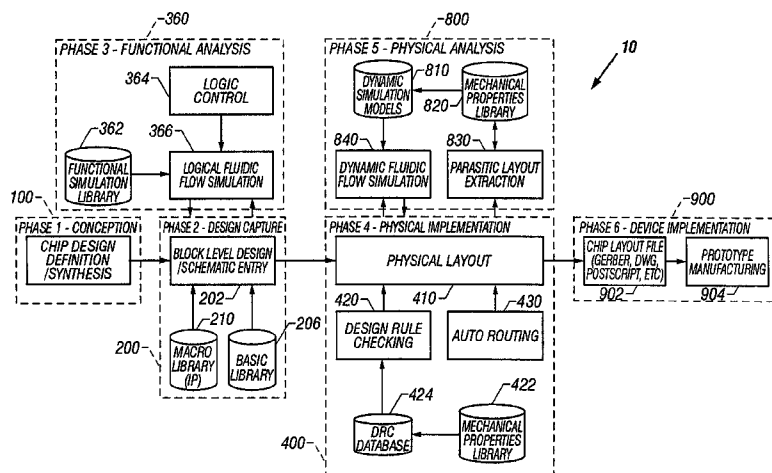 360
PHASE 3 - FUNCTIONAL ANALYSIS
364
LOGIC
CONTROL
362
366
FUNCTIONAL
SIMULATION
LIBRARY
LOGICAL FLUIDIC
FLOW SIMULATION
800
PHASE 5 - PHYSICAL ANALYSIS
DYNAMIC
SIMULATION
MODELS
810
820
MECHANICAL
PROPERTIES
LIBRARY
840
830
DYNAMIC FLUIDIC
FLOW SIMULATION
PARASITIC LAYOUT
EXTRACTION
10
100
PHASE 1 - CONCEPTION
CHIP DESIGN
DEFINITION
/SYNTHESIS
PHASE 2 - DESIGN CAPTURE
BLOCK LEVEL DESIGN
/SCHEMATIC ENTRY
202
210
206
200
MACRO
LIBRARY
(IP)
BASIC
LIBRARY
PHASE 4 - PHYSICAL IMPLEMENTATION
PHYSICAL LAYOUT
420
410
430
DESIGN RULE
CHECKING
AUTO ROUTING
424
422
DRC
DATABASE
MECHANICAL
PROPERTIES
LIBRARY
400
900
PHASE 6 - DEVICE IMPLEMENTATION
CHIP LAYOUT FILE
(GERBER, DWG,
POSTSCRIPT, ETC)
902
PROTOTYPE
MANUFACTURING
904